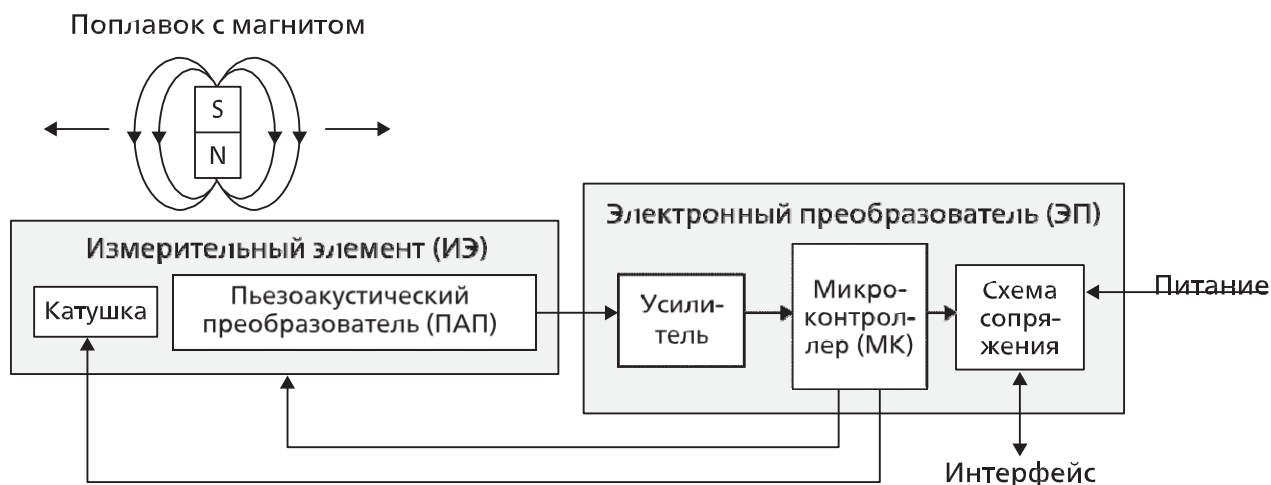 Поплавок с магнитом
S
N
Электронный преобразователь (ЭП)
Измерительный элемент (ИЭ)
Катушка
Пьезоакустический
преобразователь (ПАП)
Усили-
тель
Микро-
контрол-
лер (МК)
Схема
сопря-
жения
Питание
Интерфейс